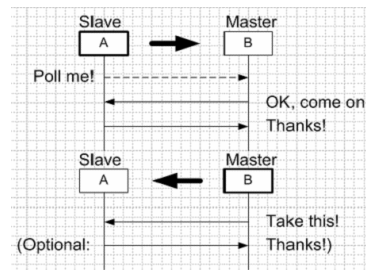 Slave Master
A B
Poll me!
OK, come on
Thanks!
Slave Master
A B
Take this!
(Optional: Thanks!)